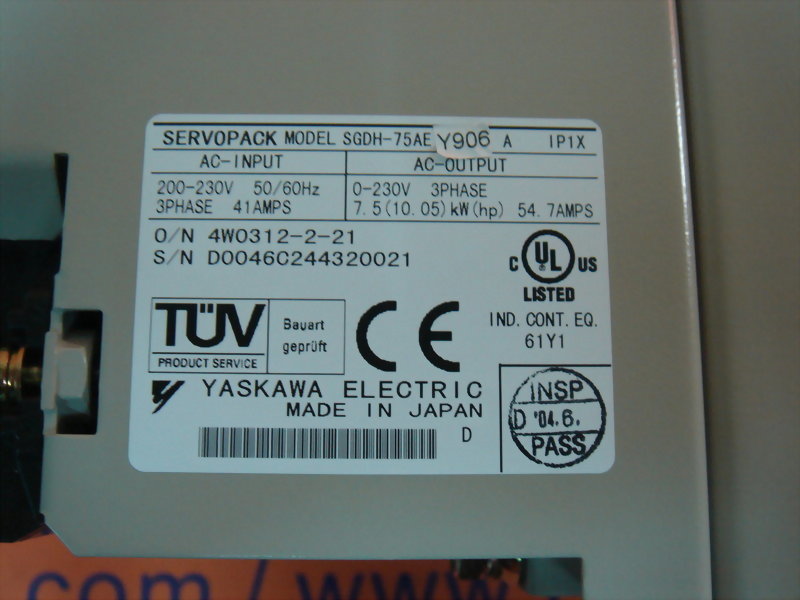 SERVOPACK MODEL SGDH-75AE Y906 A IP1X
AC-INPUT
AC-OUTPUT
200-230V 50/60Hz
3PHASE 41AMPS
0-230V 3PHASE
7.5(10.05)kW(hp) 54.7AMPS
O/N 4W0312-2-21
S/N D0046C244320021
C UL US
LISTED
IND. CONT. EQ.
61Y1
TÜV
PRODUCT SERVICE
Bauart
geprüft
CE
YASKAWA ELECTRIC
MADE IN JAPAN
D
INSP
D '04.6.
PASS
com / www.